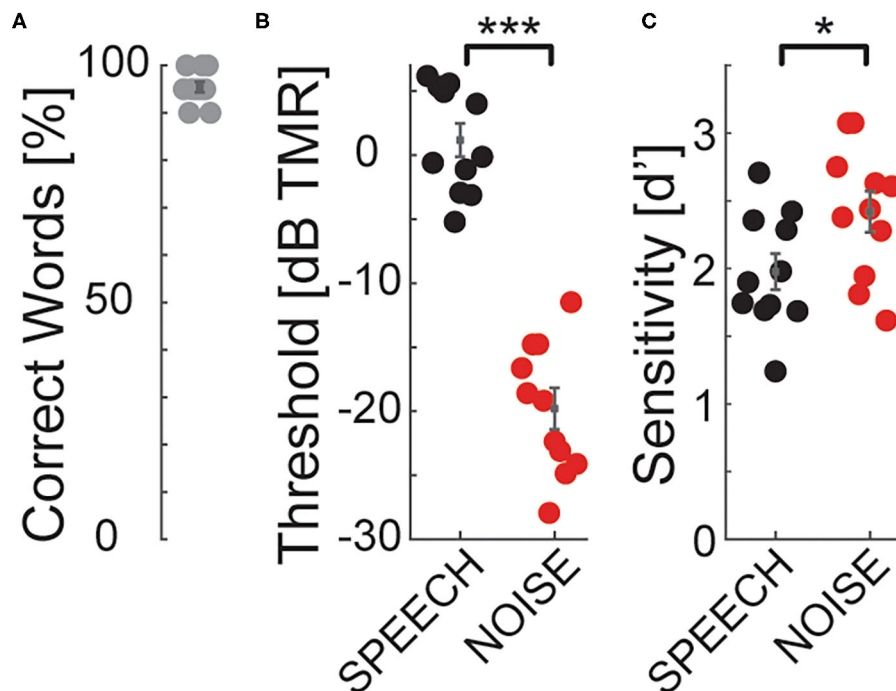 A
Correct Words [%]
100
50
0
B
***
Threshold [dB TMR]
0
-10
-20
-30
SPEECH
NOISE
C
*
Sensitivity [d']
3
2
1
0
SPEECH
NOISE